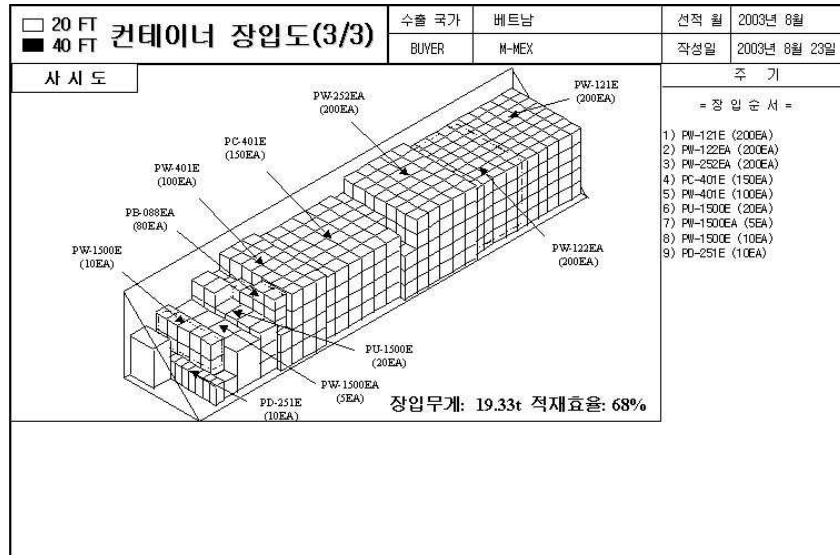 20 FT
40 FT
컨테이너 장입도(3/3)
수출 국가
베트남
선적 월
2003년 8월
BUYER
M-MEX
작성일
2003년 8월 23일
사 시 도
주 기
PW-121E
(200EA)
PW-252EA
(200EA)
PC-401E
(150EA)
PW-401E
(100EA)
PB-088EA
(80EA)
PW-1500E
(10EA)
PW-122EA
(200EA)
PU-1500E
(20EA)
PW-1500EA
(5EA)
PD-251E
(10EA)
장입무게: 19.33t 적재효율: 68%
= 장 입 순 서 =
1) PW-121E (200EA)
2) PW-122EA (200EA)
3) PW-252EA (200EA)
4) PC-401E (150EA)
5) PW-401E (100EA)
6) PU-1500E (20EA)
7) PW-1500EA (5EA)
8) PW-1500E (10EA)
9) PD-251E (10EA)